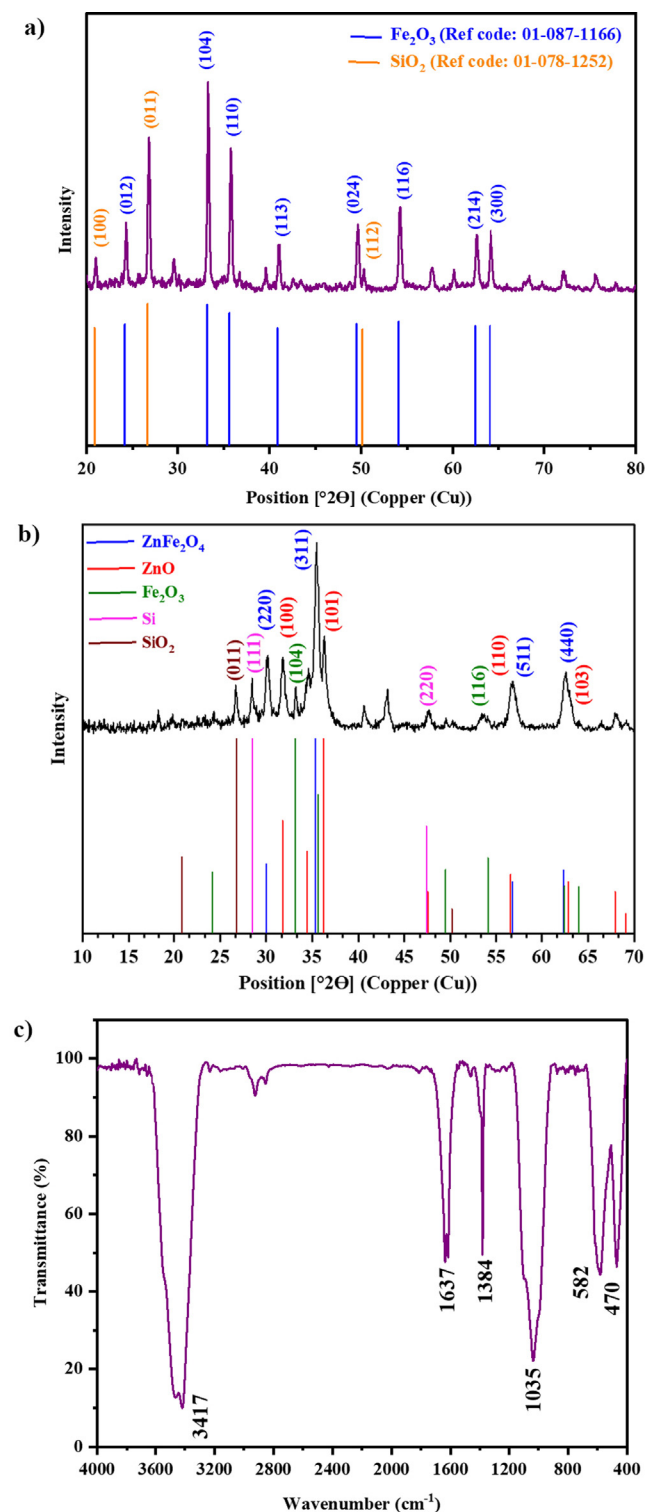 a)
Fe₂O₃ (Ref code: 01-087-1166)
SiO₂ (Ref code: 01-078-1252)
(100)
(012)
(011)
(104)
(110)
(113)
(024)
(112)
(116)
(214)
(300)
Intensity
20 30 40 50 60 70 80
Position [°2Ө] (Copper (Cu))
b)
ZnFe₂O₄
ZnO
Fe₂O₃
Si
SiO₂
(011)
(111)
(220)
(100)
(104)
(311)
(101)
(220)
(116)
(110)
(511)
(440)
(103)
Intensity
10 15 20 25 30 35 40 45 50 55 60 65 70
Position [°2Ө] (Copper (Cu))
c)
100
80
60
40
20
0
Transmittance (%)
3417
1637
1384
1035
582
470
4000 3600 3200 2800 2400 2000 1600 1200 800 400
Wavenumber (cm⁻¹)